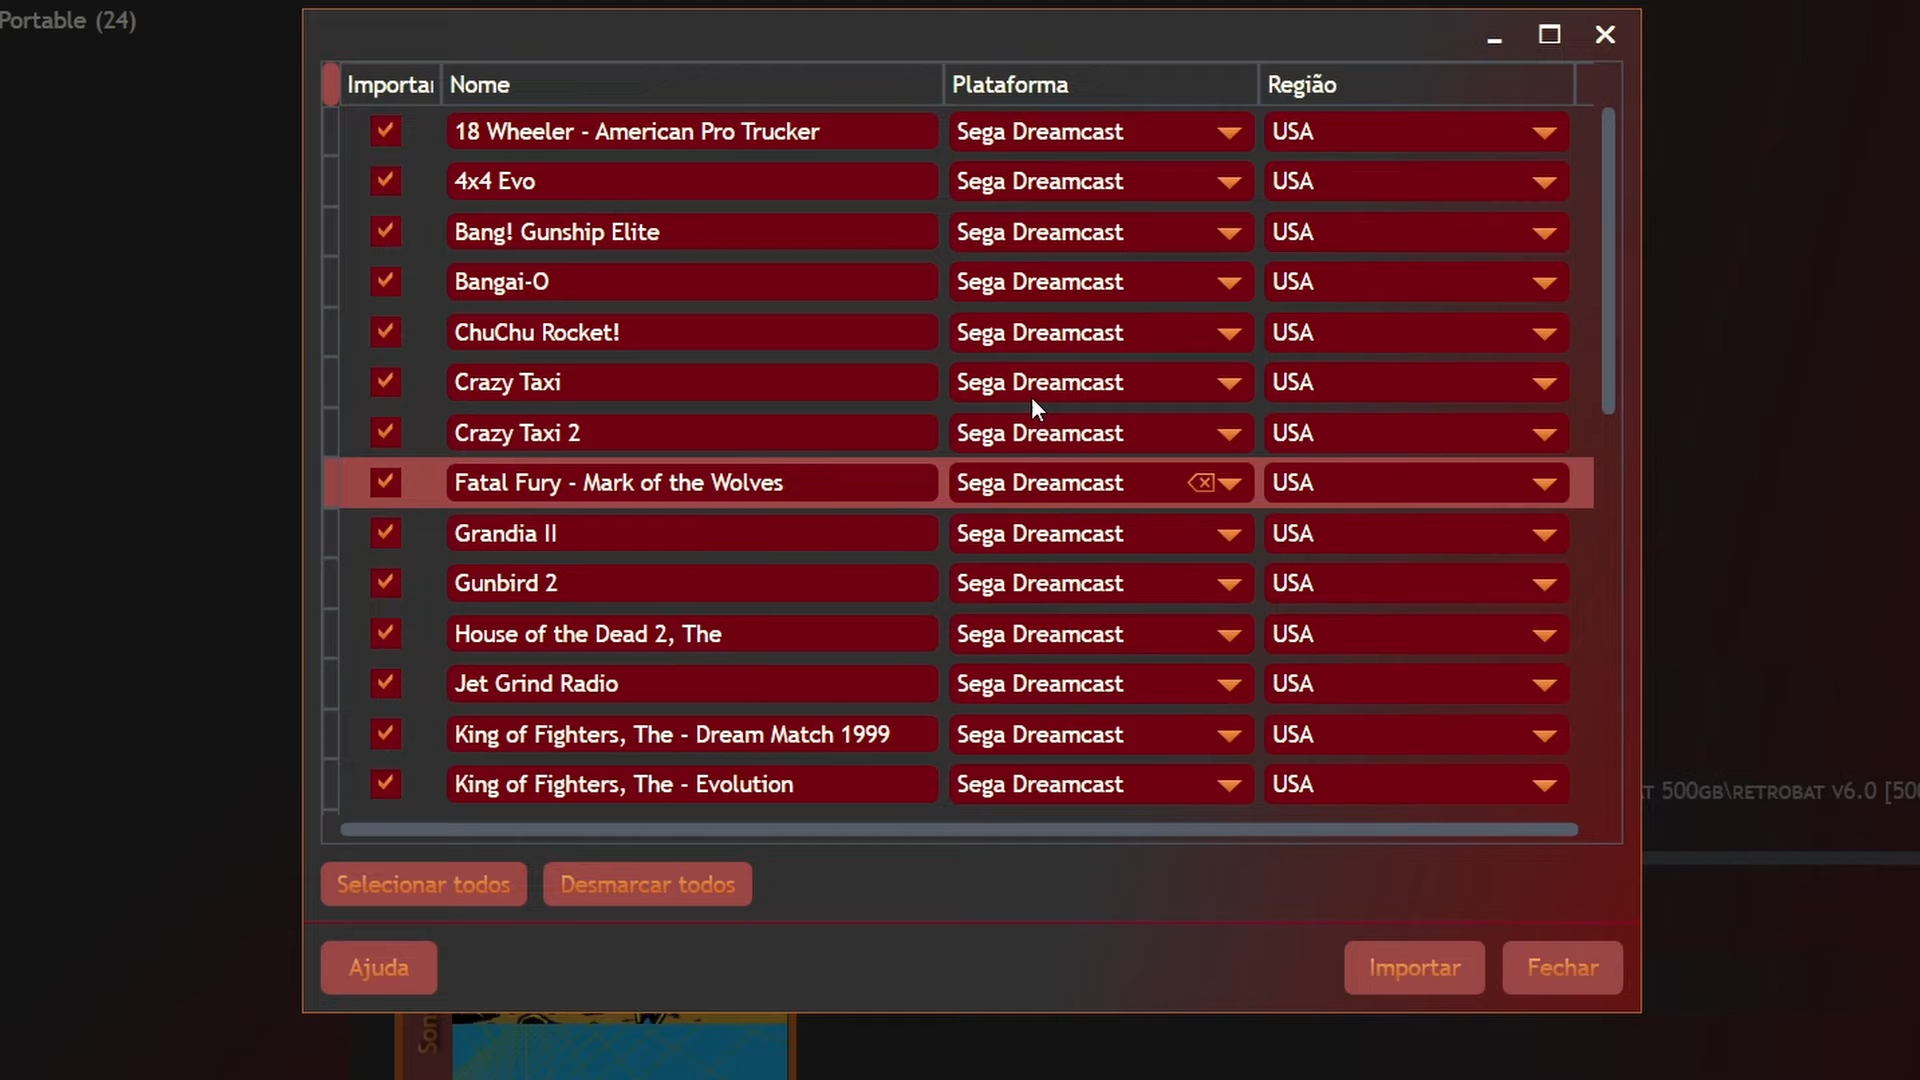 Portable (24)
Importar Nome Plataforma Região
18 Wheeler - American Pro Trucker Sega Dreamcast USA
4x4 Evo Sega Dreamcast USA
Bang! Gunship Elite Sega Dreamcast USA
Bangai-O Sega Dreamcast USA
ChuChu Rocket! Sega Dreamcast USA
Crazy Taxi Sega Dreamcast USA
Crazy Taxi 2 Sega Dreamcast USA
Fatal Fury - Mark of the Wolves Sega Dreamcast USA
Grandia II Sega Dreamcast USA
Gunbird 2 Sega Dreamcast USA
House of the Dead 2, The Sega Dreamcast USA
Jet Grind Radio Sega Dreamcast USA
King of Fighters, The - Dream Match 1999 Sega Dreamcast USA
King of Fighters, The - Evolution Sega Dreamcast USA
500GB\RETROBAT V6.0 [500
Selecionar todos Desmarcar todos
Ajuda Importar Fechar
Son